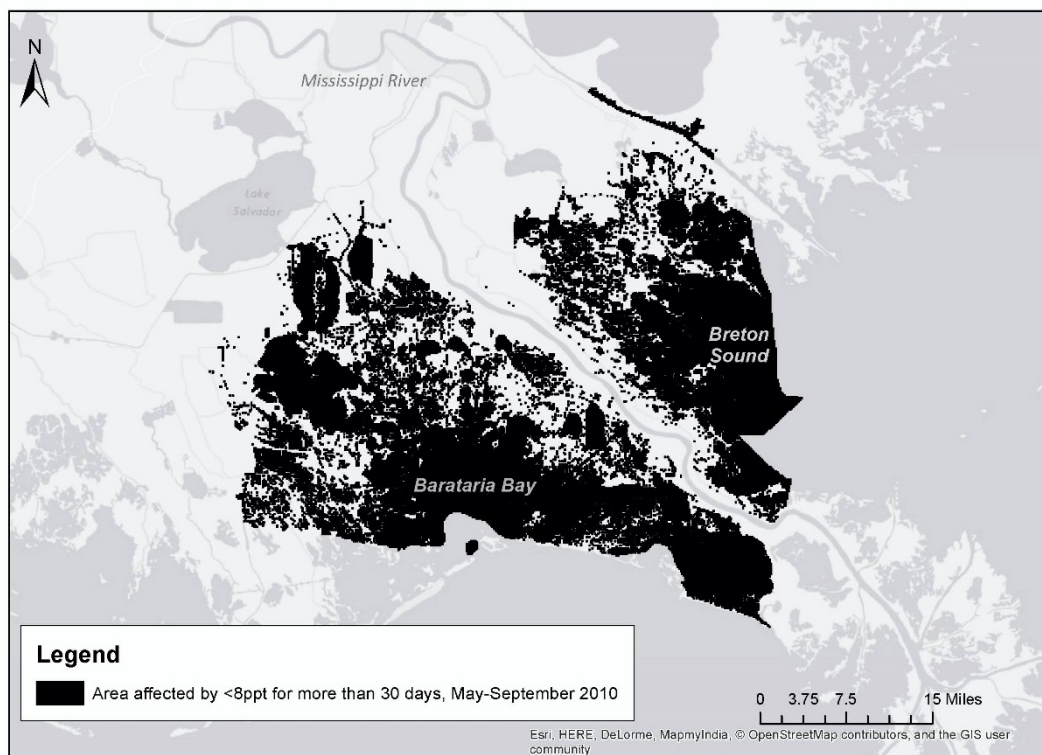 N
Mississippi River
Lake
Salvador
Breton
Sound
Barataria Bay
Legend
Area affected by <8ppt for more than 30 days, May-September 2010
0 3.75 7.5 15 Miles
Esri, HERE, DeLorme, MapmyIndia, © OpenStreetMap contributors, and the GIS user
community